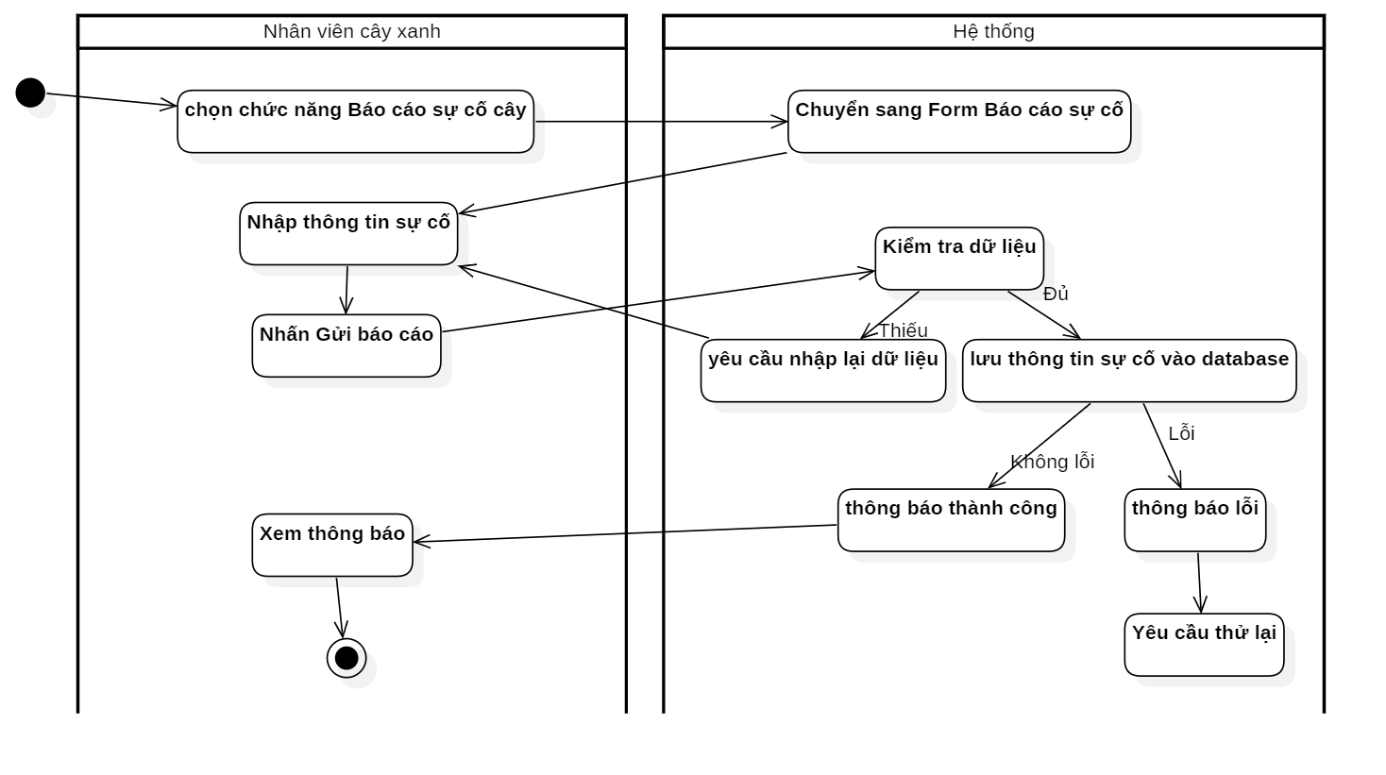 Nhân viên cây xanh
Hệ thống
chọn chức năng Báo cáo sự cố cây
Chuyển sang Form Báo cáo sự cố
Nhập thông tin sự cố
Kiểm tra dữ liệu
Đủ
Thiếu
Nhấn Gửi báo cáo
yêu cầu nhập lại dữ liệu
lưu thông tin sự cố vào database
Lỗi
Không lỗi
thông báo thành công
thông báo lỗi
Xem thông báo
Yêu cầu thử lại